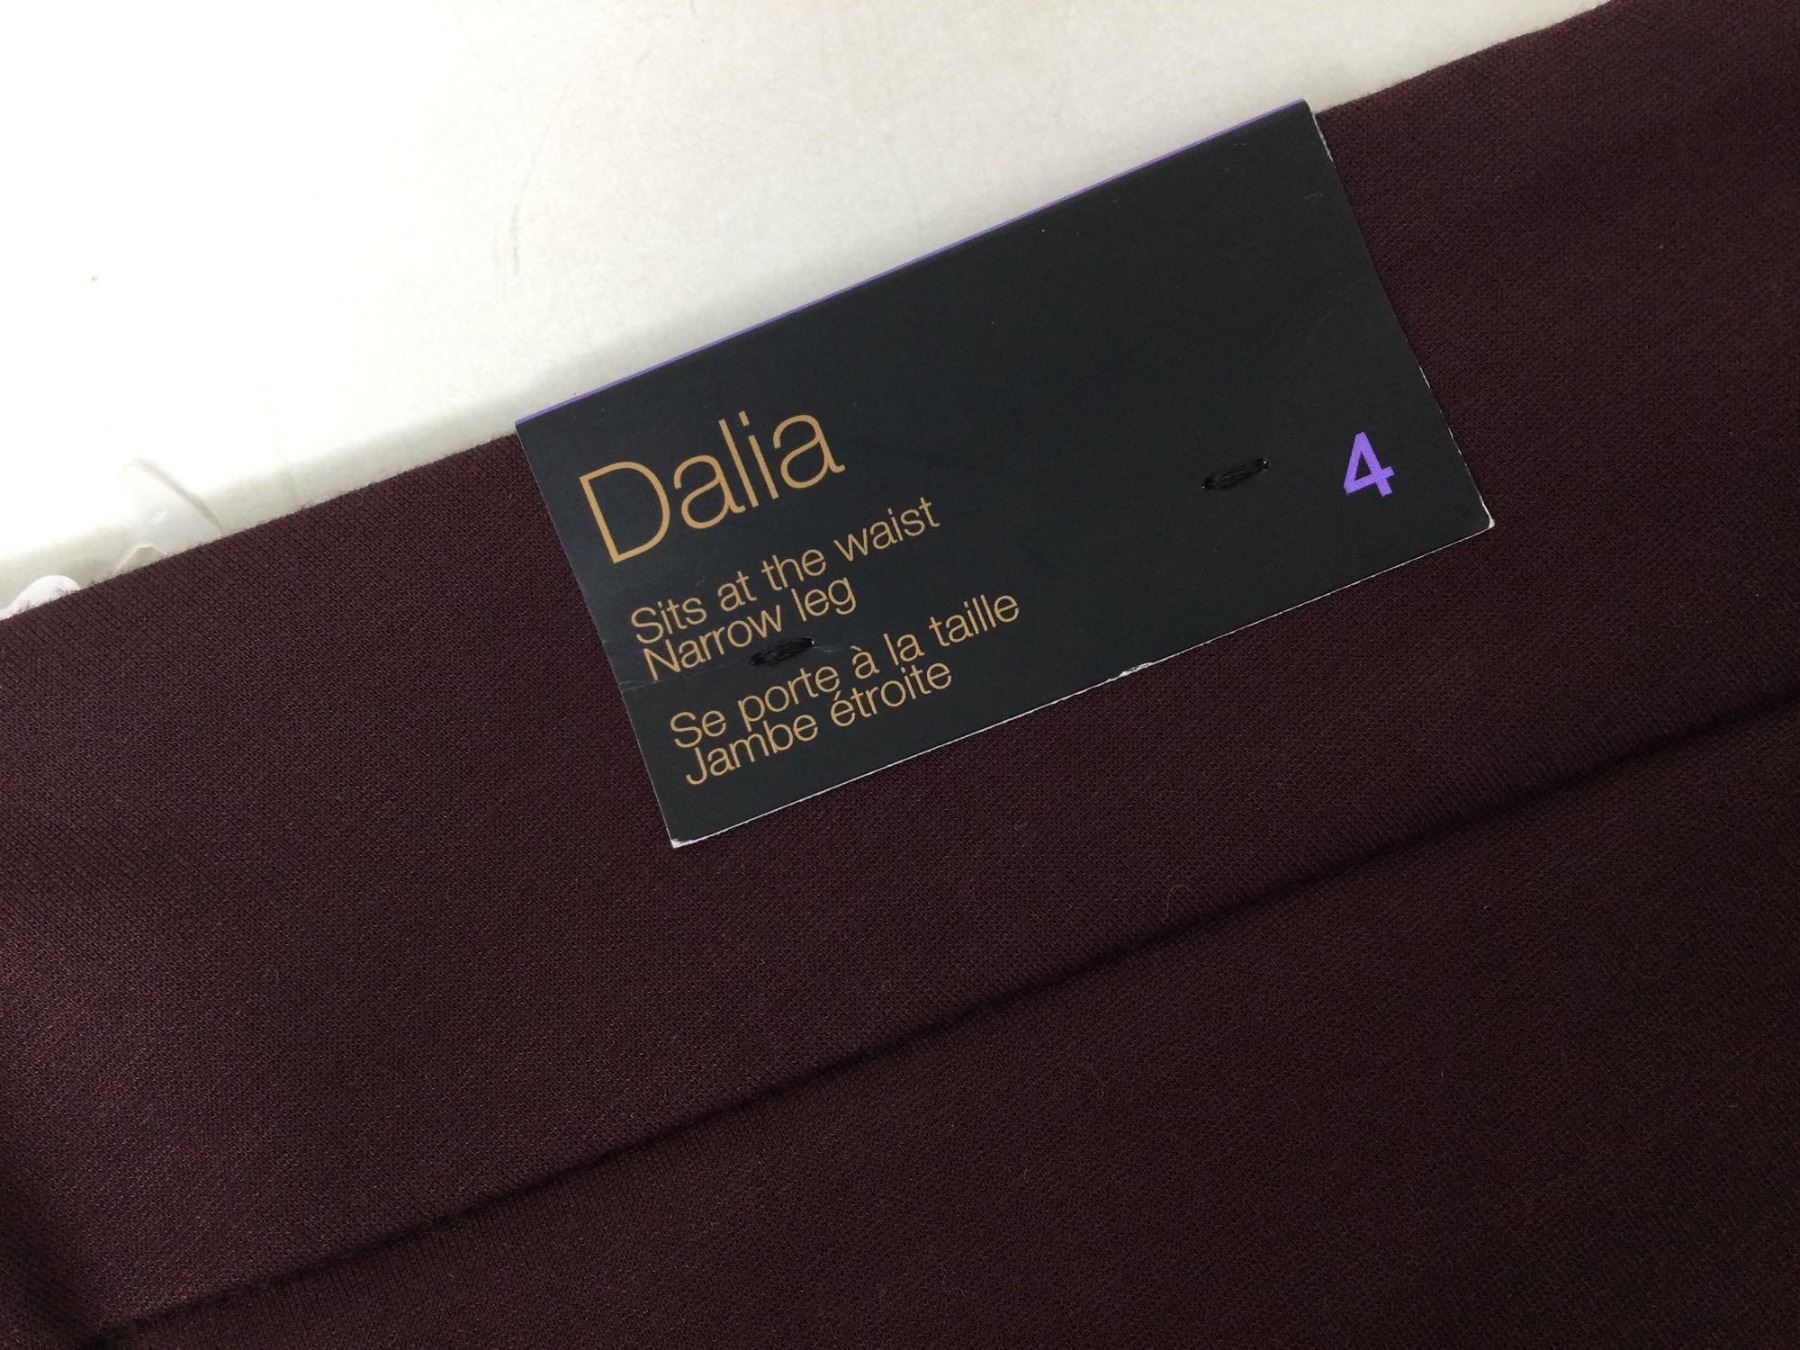 Dalia
Sits at the waist
Narrow leg
Se porte à la taille
Jambe étroite
4